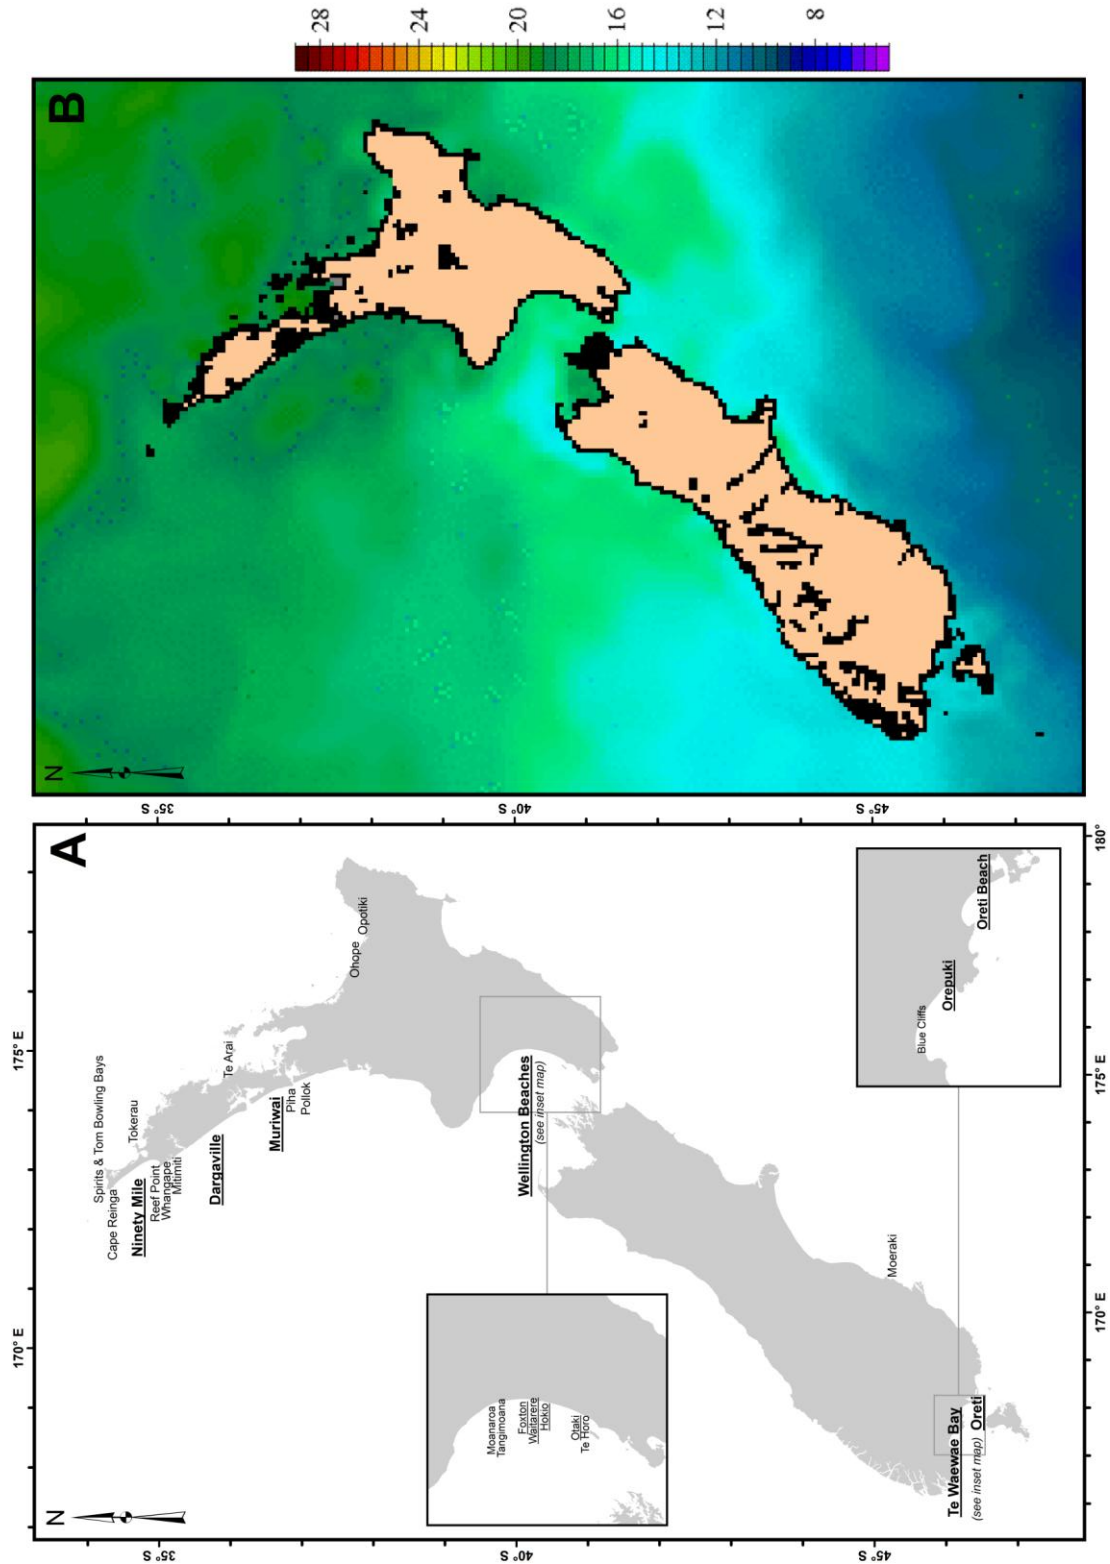 A
170° E
175° E
N
35° S
40° S
45° S
Spirits & Tom Bowling Bays
Cape Reinga
Tokerau
Ninety Mile
Reef Point
Whangape
Mitimiti
Te Arai
Dargaville
Muriwai
Piha
Pollok
Ohope
Opotiki
Wellington Beaches
(see inset map)
Moanaroa
Tangimoana
Foxton
Waitarere
Hokio
Otaki
Te Horo
Moeraki
Te Waewae Bay
(see inset map)
Oreti
Blue Cliffs
Orepuki
Oreti Beach
170° E
175° E
180°
B
N
35° S
40° S
45° S
28
24
20
16
12
8